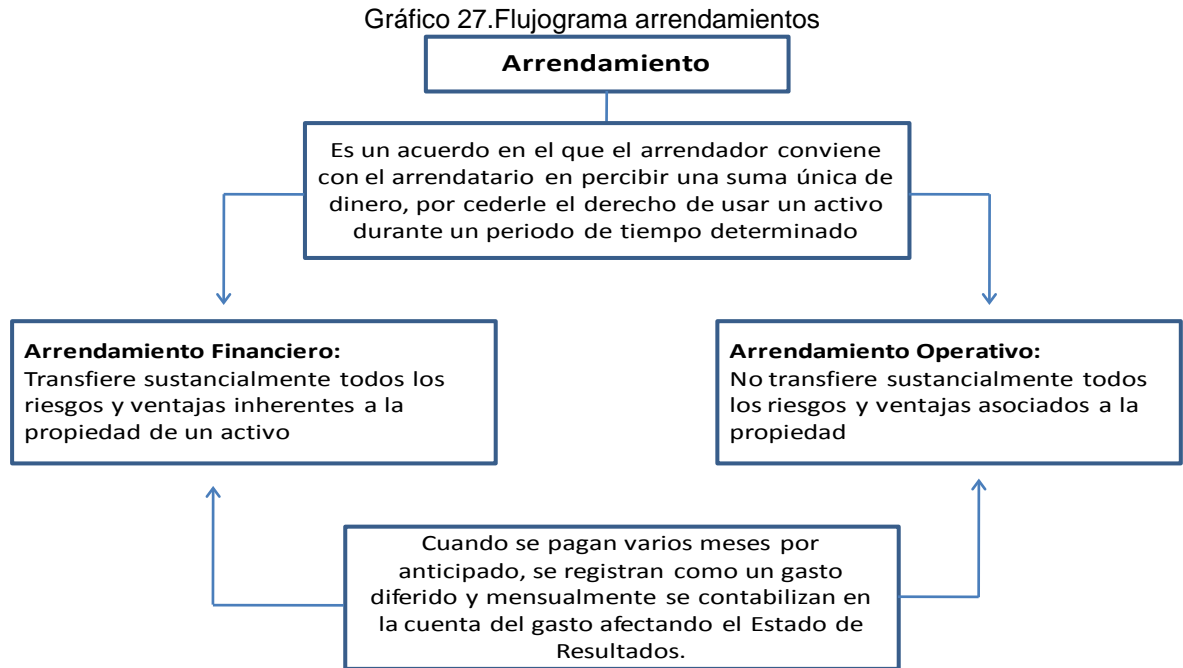 Gráfico 27.Flujograma arrendamientos
Arrendamiento
Es un acuerdo en el que el arrendador conviene
con el arrendatario en percibir una suma única de
dinero, por cederle el derecho de usar un activo
durante un periodo de tiempo determinado
Arrendamiento Financiero:
Transfiere sustancialmente todos los
riesgos y ventajas inherentes a la
propiedad de un activo
Arrendamiento Operativo:
No transfiere sustancialmente todos
los riesgos y ventajas asociados a la
propiedad
Cuando se pagan varios meses por
anticipado, se registran como un gasto
diferido y mensualmente se contabilizan en
la cuenta del gasto afectando el Estado de
Resultados.